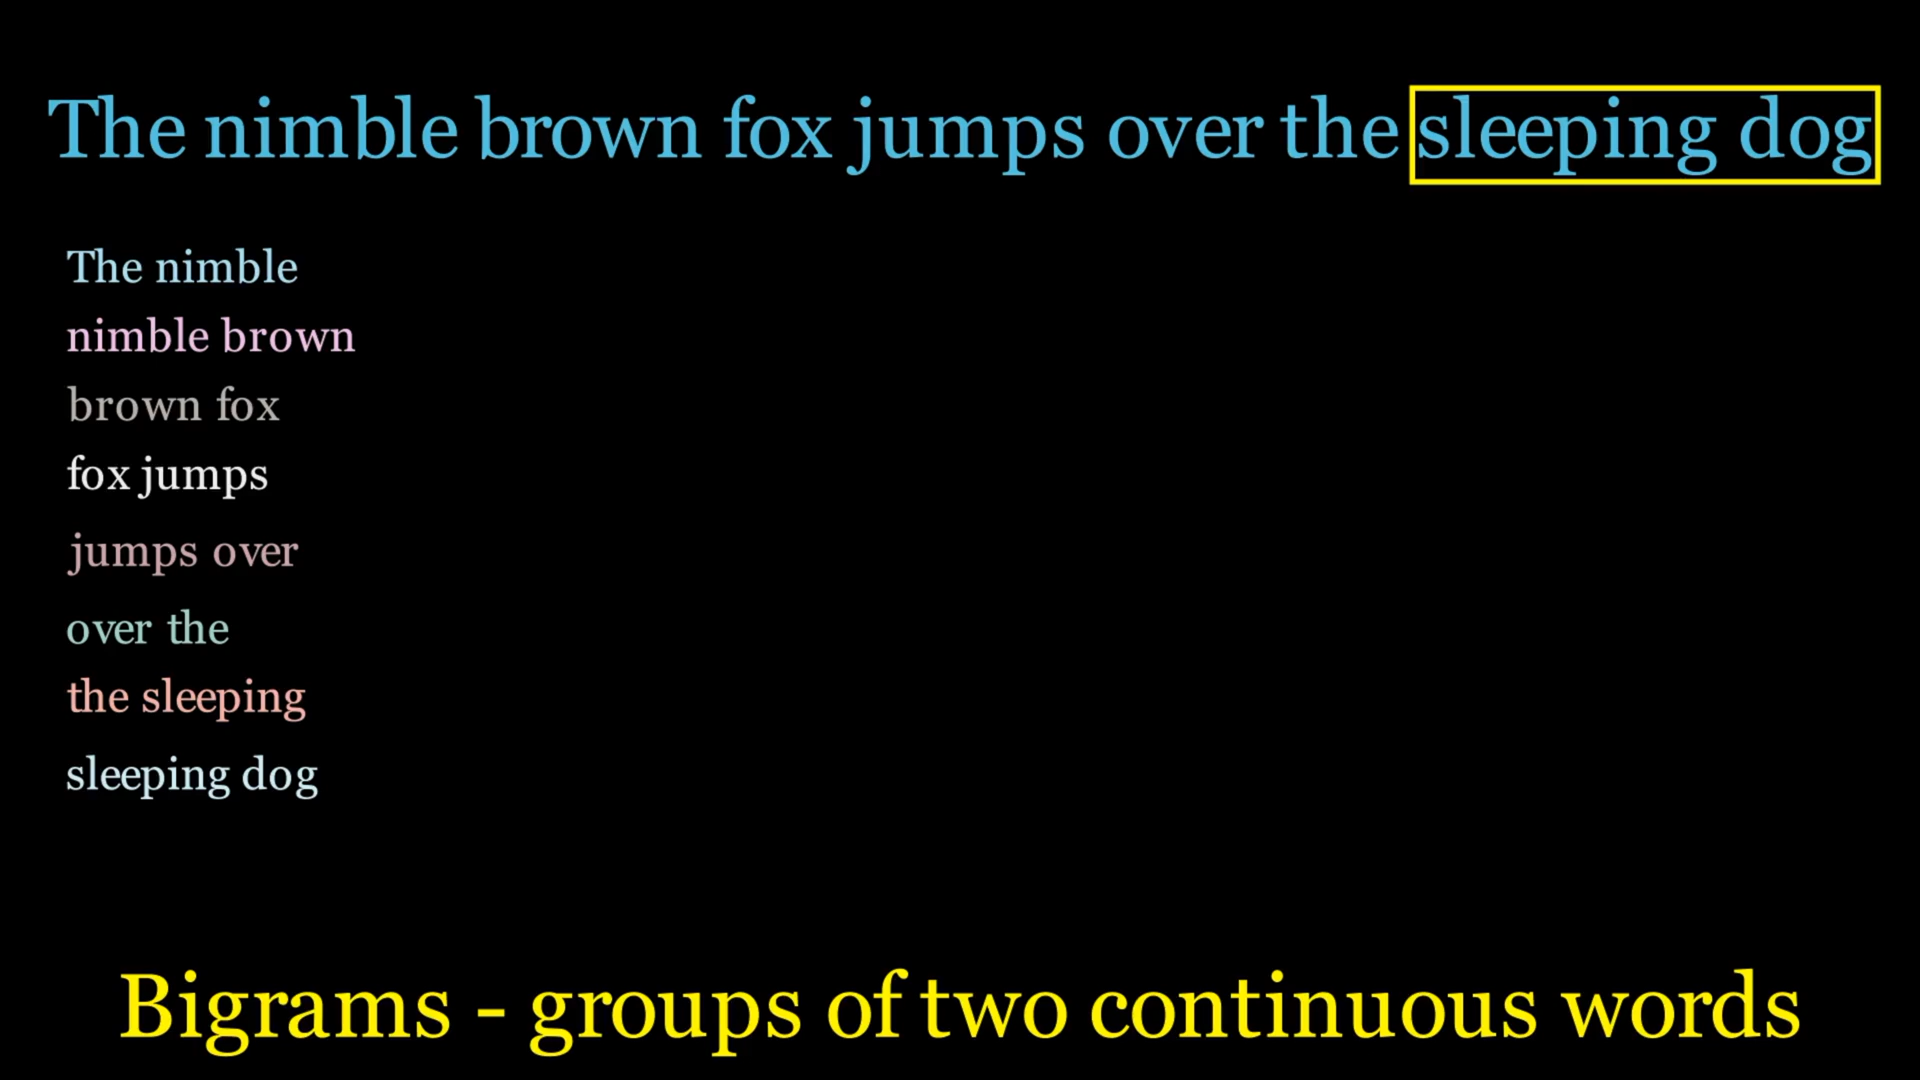 The nimble brown fox jumps over the sleeping dog
The nimble
nimble brown
brown fox
fox jumps
jumps over
over the
the sleeping
sleeping dog
Bigrams - groups of two continuous words